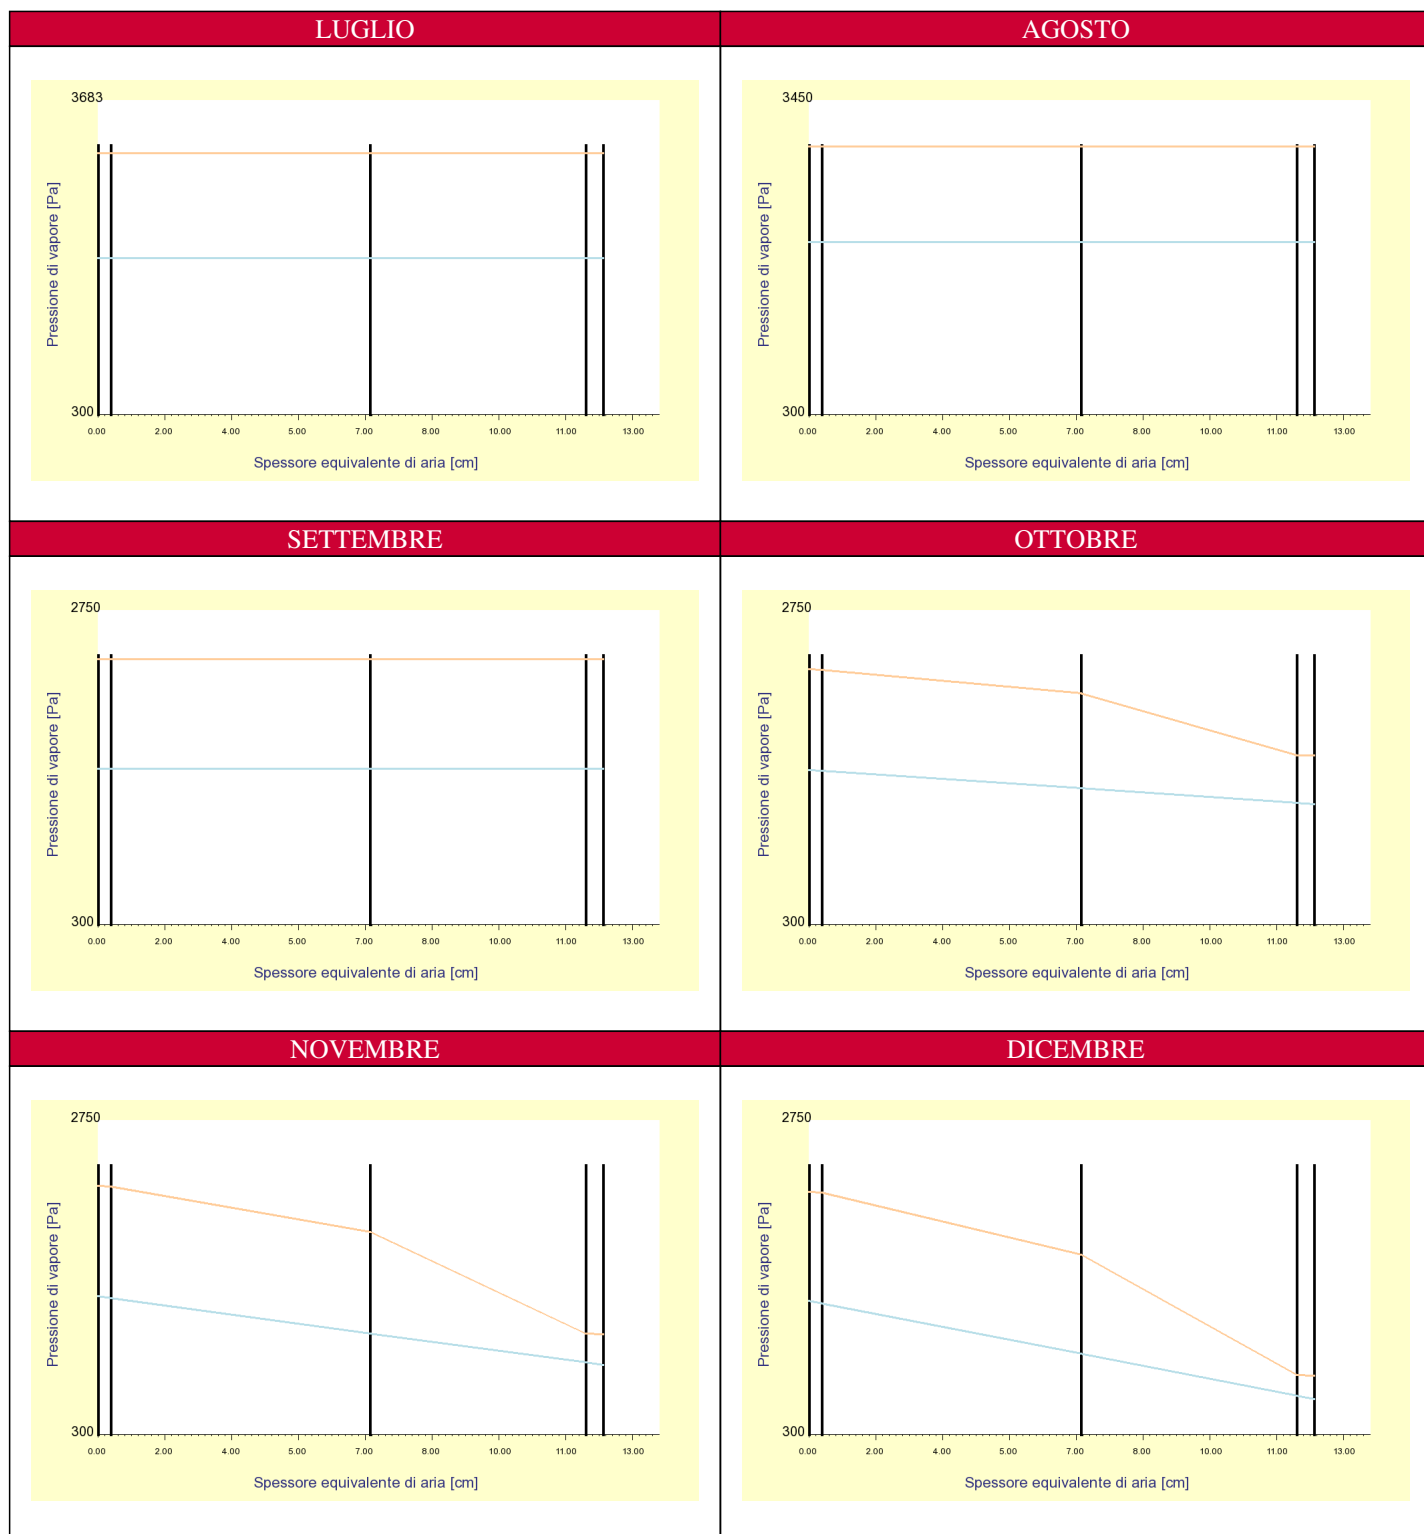 LUGLIO
AGOSTO
3683
Pressione di vapore [Pa]
300
0.00 2.00 4.00 5.00 7.00 8.00 10.00 11.00 13.00
Spessore equivalente di aria [cm]
3450
Pressione di vapore [Pa]
300
0.00 2.00 4.00 5.00 7.00 8.00 10.00 11.00 13.00
Spessore equivalente di aria [cm]
SETTEMBRE
OTTOBRE
2750
Pressione di vapore [Pa]
300
0.00 2.00 4.00 5.00 7.00 8.00 10.00 11.00 13.00
Spessore equivalente di aria [cm]
2750
Pressione di vapore [Pa]
300
0.00 2.00 4.00 5.00 7.00 8.00 10.00 11.00 13.00
Spessore equivalente di aria [cm]
NOVEMBRE
DICEMBRE
2750
Pressione di vapore [Pa]
300
0.00 2.00 4.00 5.00 7.00 8.00 10.00 11.00 13.00
Spessore equivalente di aria [cm]
2750
Pressione di vapore [Pa]
300
0.00 2.00 4.00 5.00 7.00 8.00 10.00 11.00 13.00
Spessore equivalente di aria [cm]